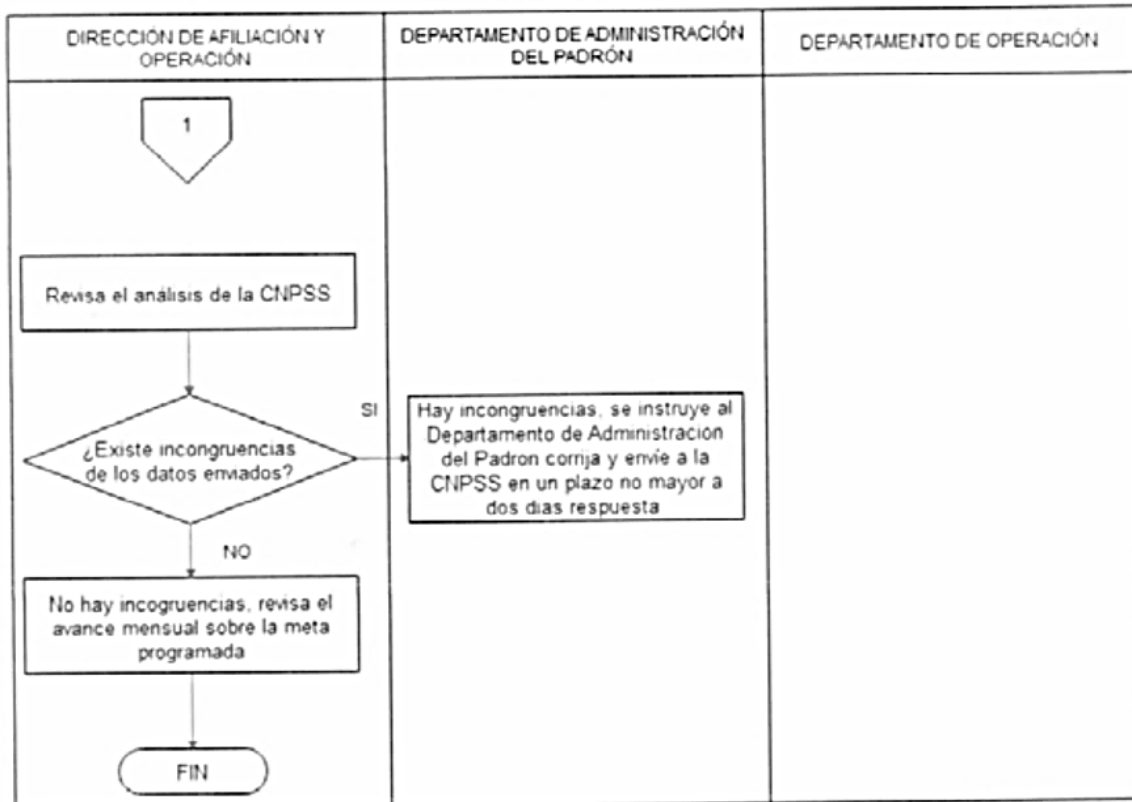 DIRECCIÓN DE AFILIACIÓN Y
OPERACIÓN
DEPARTAMENTO DE ADMINISTRACIÓN
DEL PADRÓN
DEPARTAMENTO DE OPERACIÓN
1
Revisa el análisis de la CNPSS
¿Existe incongruencias
de los datos enviados?
SI
Hay incongruencias, se instruye al
Departamento de Administracion
del Padron corrija y envíe a la
CNPSS en un plazo no mayor a
dos dias respuesta
NO
No hay incogruencias, revisa el
avance mensual sobre la meta
programada
FIN